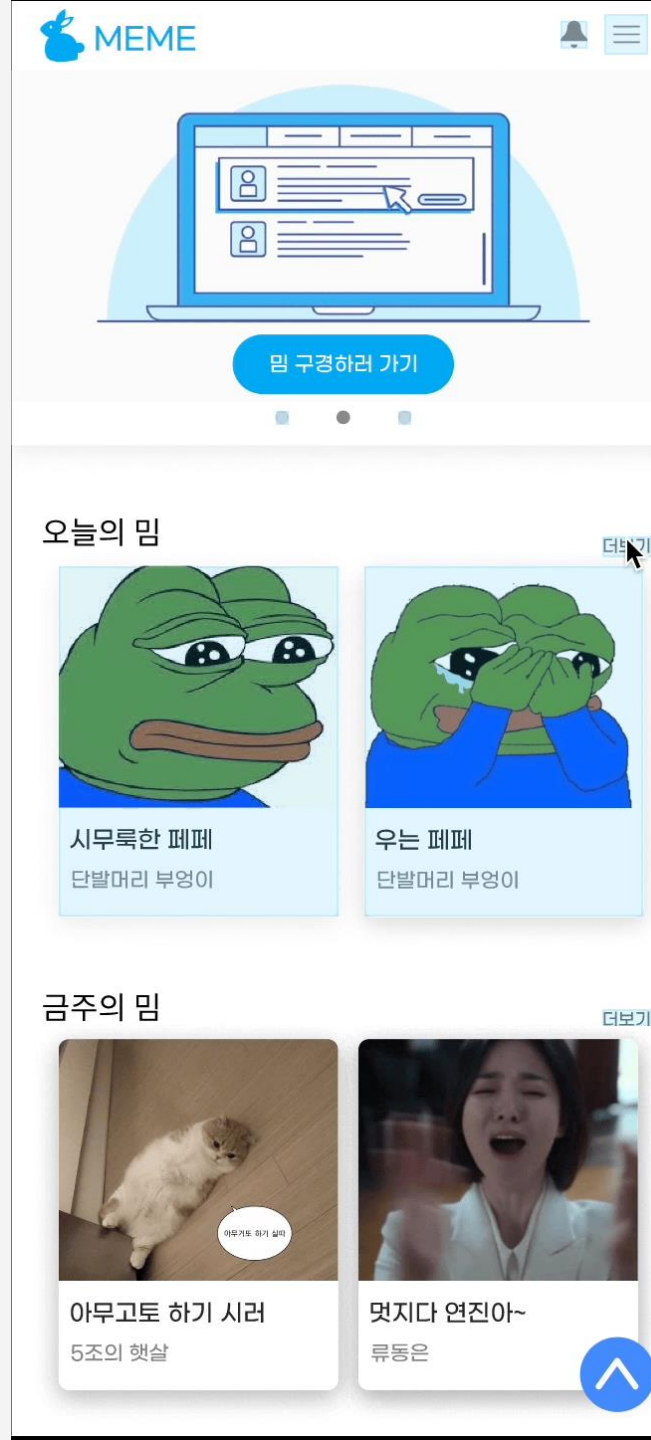 MEME
밈 구경하러 가기
오늘의 밈
더보기
시무룩한 페페
단발머리 부엉이
우는 페페
단발머리 부엉이
금주의 밈
더보기
아무거또 하기 실따
아무고토 하기 시러
5조의 햇살
멋지다 연진아~
류동은